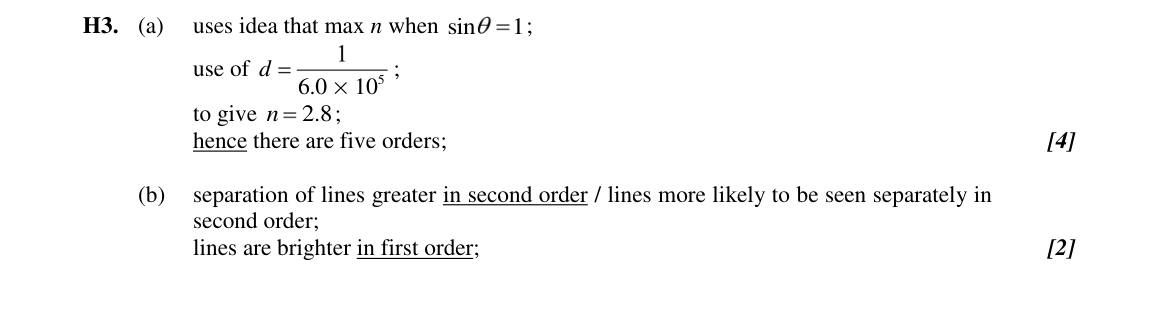 H3. (a) uses idea that max n when sinθ = 1;
use of d = 1 / 6.0 × 10⁵ ;
to give n = 2.8;
hence there are five orders; [4]
(b) separation of lines greater in second order / lines more likely to be seen separately in
second order;
lines are brighter in first order; [2]